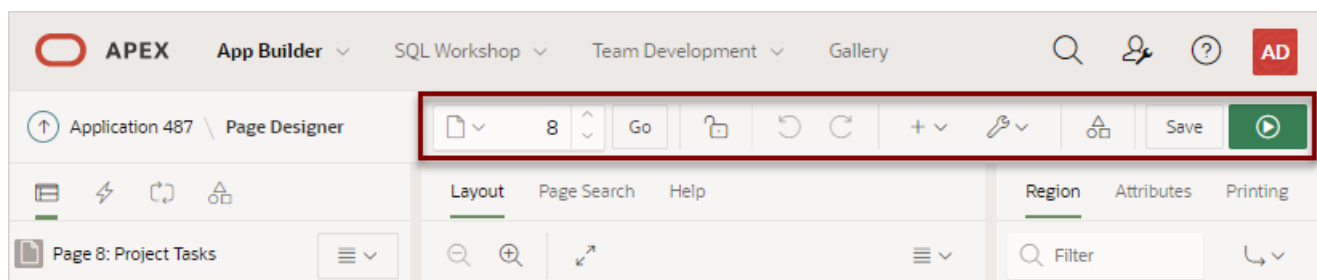 APEX App Builder SQL Workshop Team Development Gallery AD
Application 487 \ Page Designer 8 Go Save
Layout Page Search Help Region Attributes Printing
Page 8: Project Tasks Filter